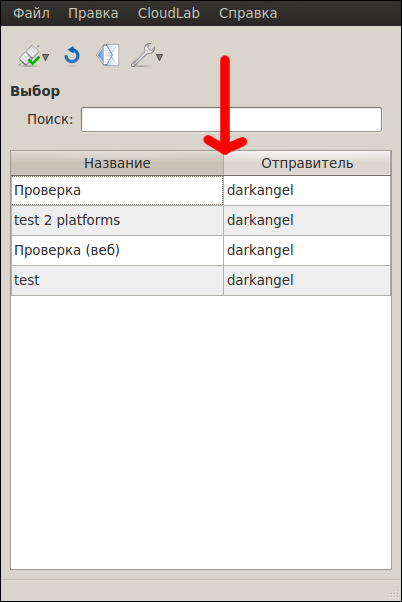 Файл Правка CloudLab Справка
Выбор
Поиск:
Название Отправитель
Проверка darkangel
test 2 platforms darkangel
Проверка (веб) darkangel
test darkangel